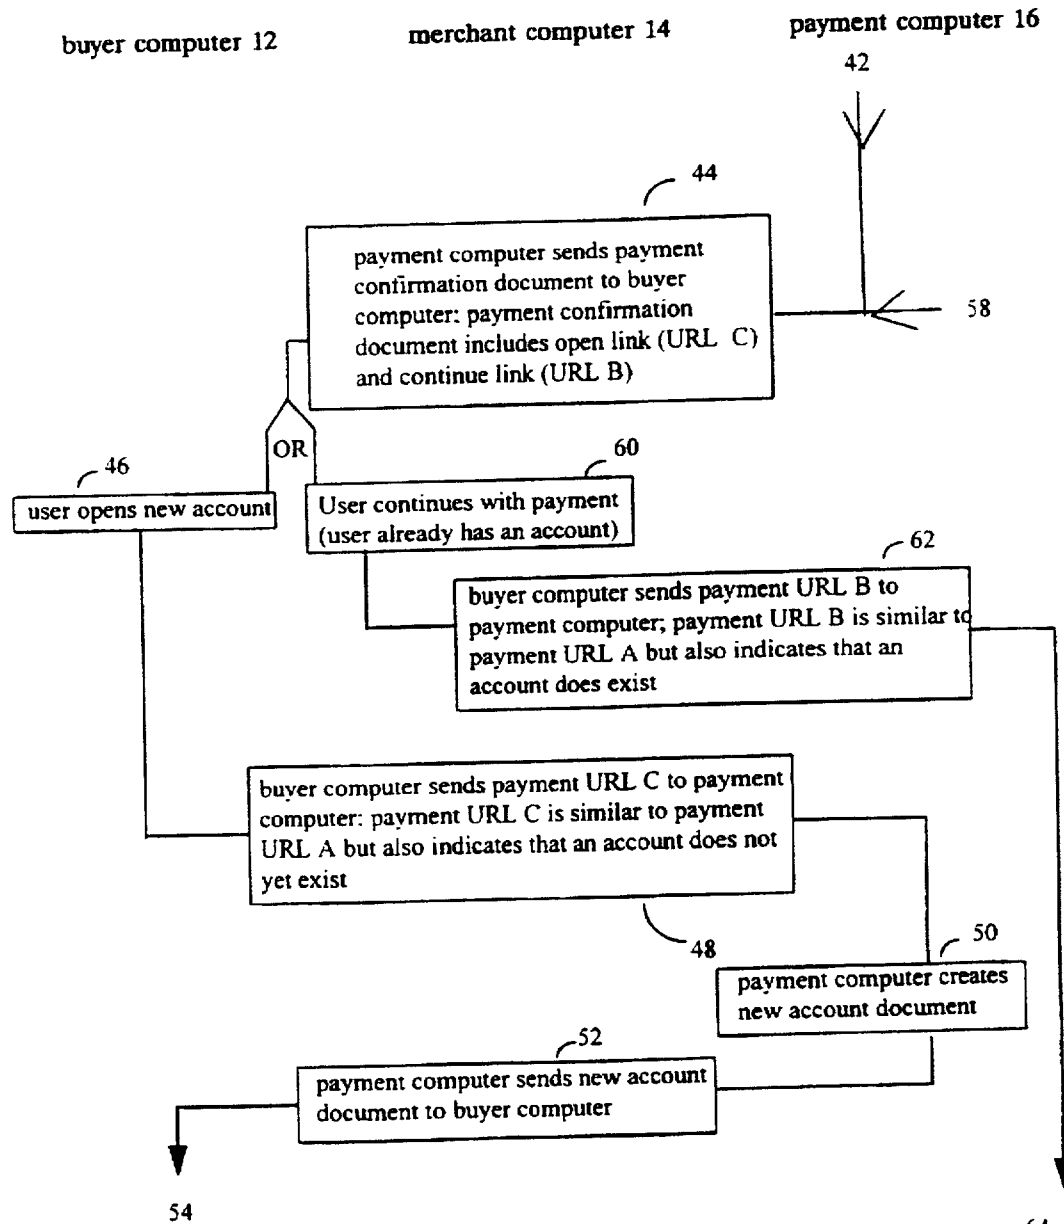 buyer computer 12
merchant computer 14
payment computer 16
42
44
payment computer sends payment
confirmation document to buyer
computer: payment confirmation
document includes open link (URL C)
and continue link (URL B)
58
OR
46
user opens new account
60
User continues with payment
(user already has an account)
62
buyer computer sends payment URL B to
payment computer; payment URL B is similar to
payment URL A but also indicates that an
account does exist
buyer computer sends payment URL C to payment
computer: payment URL C is similar to payment
URL A but also indicates that an account does not
yet exist
48
50
payment computer creates
new account document
52
payment computer sends new account
document to buyer computer
54